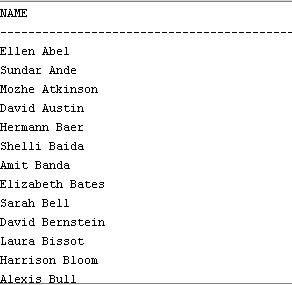 NAME
------------------------------------------
Ellen Abel
Sundar Ande
Mozhe Atkinson
David Austin
Hermann Baer
Shelli Baida
Amit Banda
Elizabeth Bates
Sarah Bell
David Bernstein
Laura Bissot
Harrison Bloom
Alexis Bull